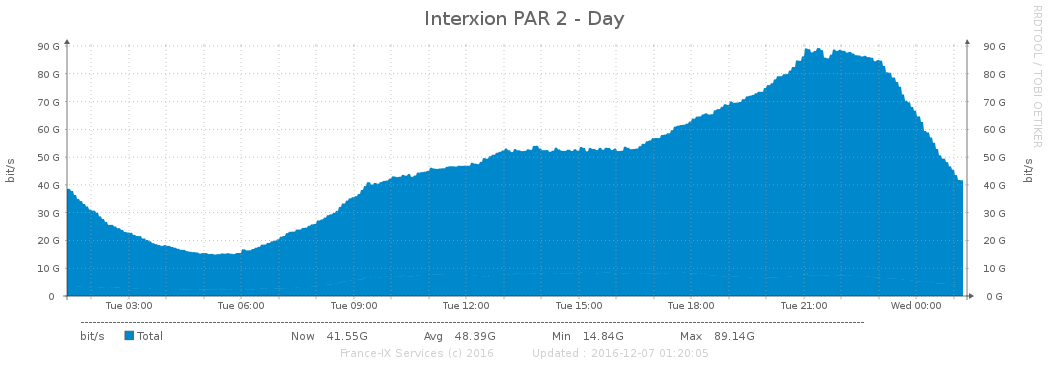 Interxion PAR 2 - Day
RRDTOOL / TOBI OETIKER
bit/s
90 G
80 G
70 G
60 G
50 G
40 G
30 G
20 G
10 G
0
90 G
80 G
70 G
60 G
50 G
40 G
30 G
20 G
10 G
0 G
bit/s
Tue 03:00 Tue 06:00 Tue 09:00 Tue 12:00 Tue 15:00 Tue 18:00 Tue 21:00 Wed 00:00
bit/s Total Now 41.55G Avg 48.39G Min 14.84G Max 89.14G
France-IX Services (c) 2016 Updated : 2016-12-07 01:20:05